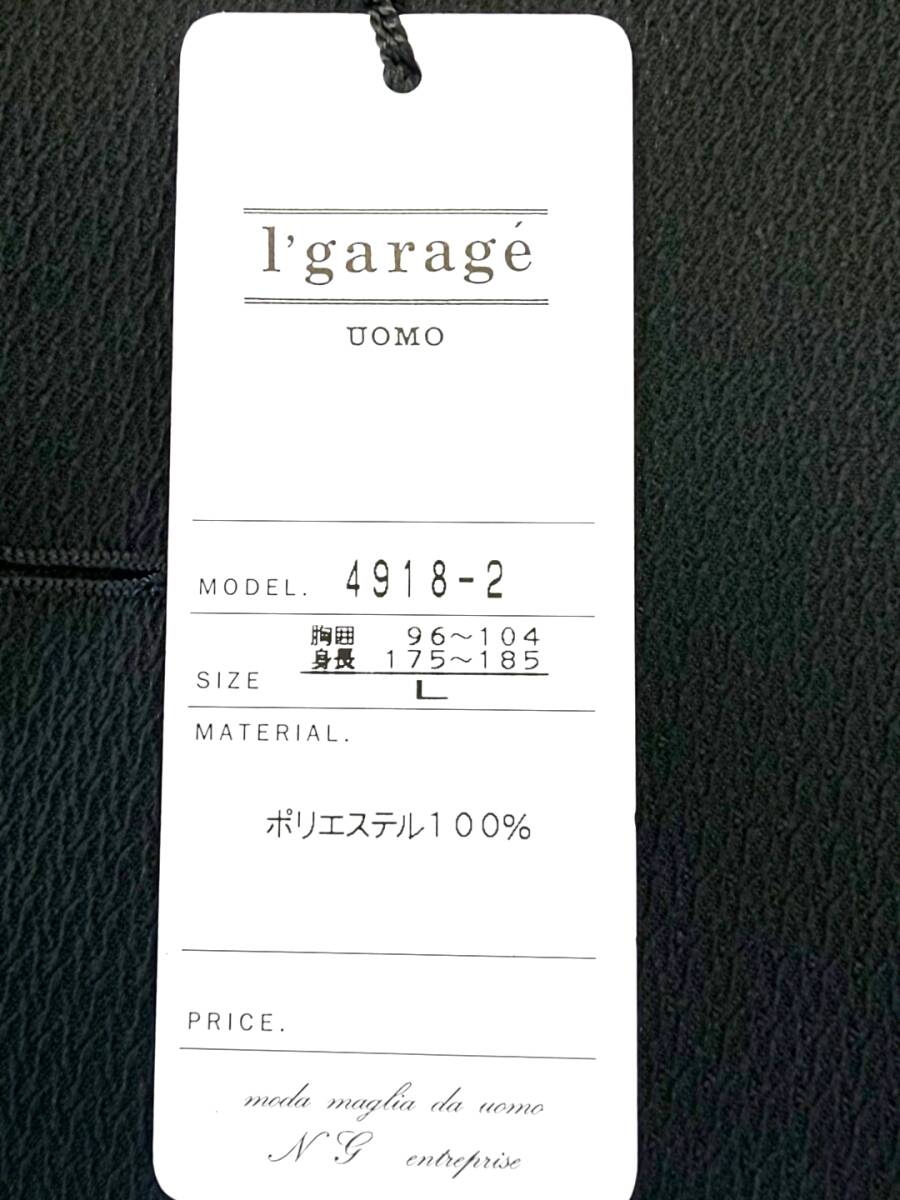 l'garagé
UOMO
MODEL. 4918-2
胸囲 96～104
身長 175～185
SIZE L
MATERIAL.
ポリエステル100%
PRICE.
moda maglia da uomo
N G entreprise